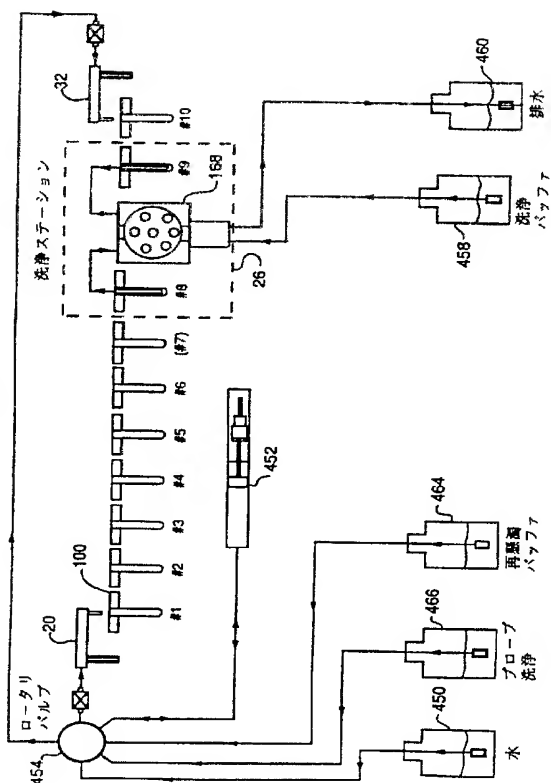 洗浄ステーション
32
#10
#9
168
26
#8
(#7)
#6
#5
#4
#3
#2
#1
100
20
ロータリ
バルブ
454
452
460
排水
458
洗浄
バッファ
464
再懸濁
バッファ
466
プローブ
洗浄
450
水